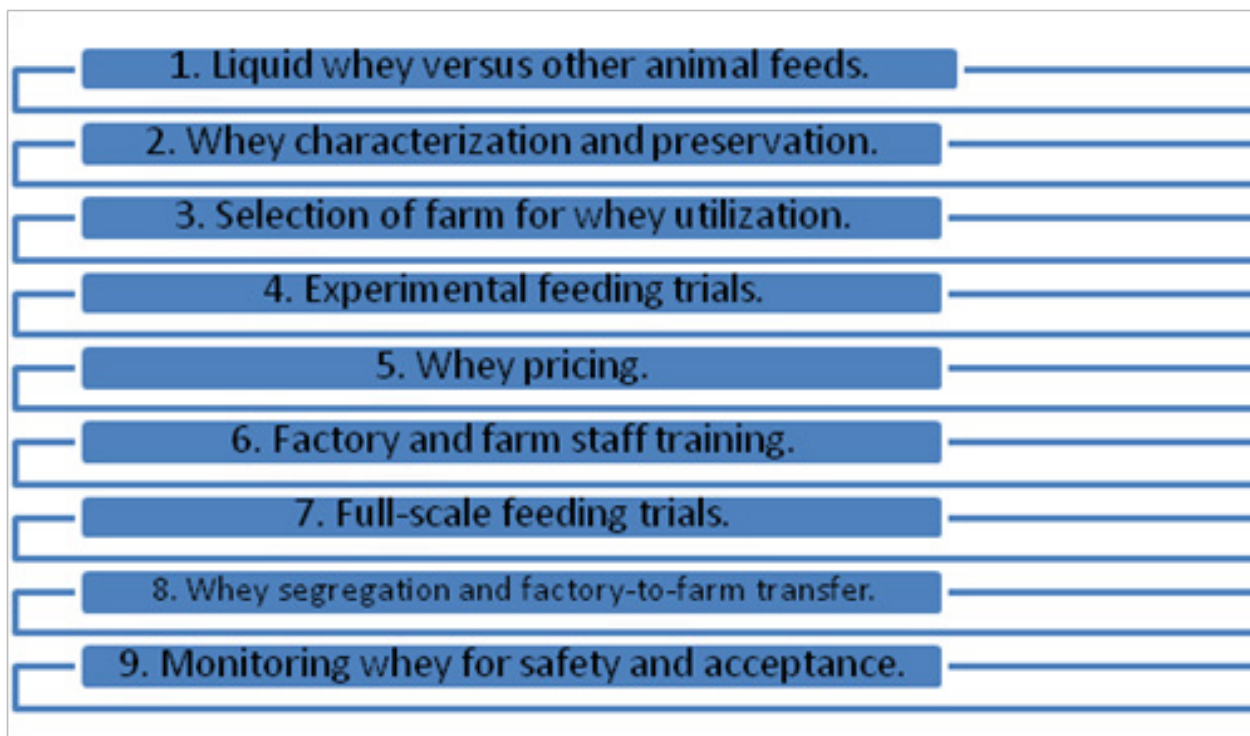 1. Liquid whey versus other animal feeds.
2. Whey characterization and preservation.
3. Selection of farm for whey utilization.
4. Experimental feeding trials.
5. Whey pricing.
6. Factory and farm staff training.
7. Full-scale feeding trials.
8. Whey segregation and factory-to-farm transfer.
9. Monitoring whey for safety and acceptance.